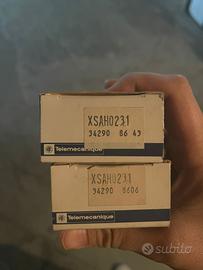 XSAH0231
34290 86 43
Telemecanique
XSAH0231
34290 8606
Telemecanique
subito